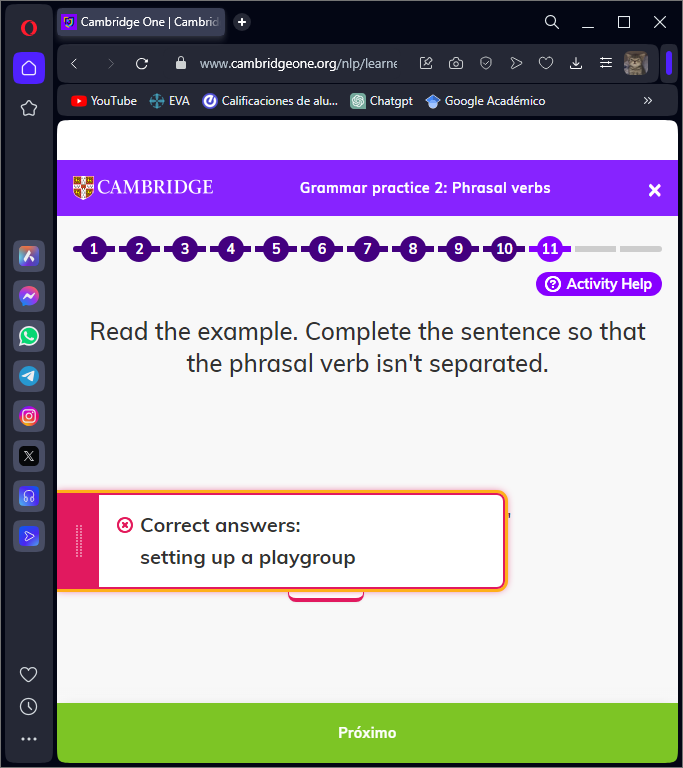 Cambridge One | Cambrid
www.cambridgeone.org/nlp/learne
YouTube
EVA
Calificaciones de alu...
Chatgpt
Google Académico
»
CAMBRIDGE
Grammar practice 2: Phrasal verbs
1 2 3 4 5 6 7 8 9 10 11
Activity Help
Read the example. Complete the sentence so that
the phrasal verb isn't separated.
Correct answers:
setting up a playgroup
Próximo